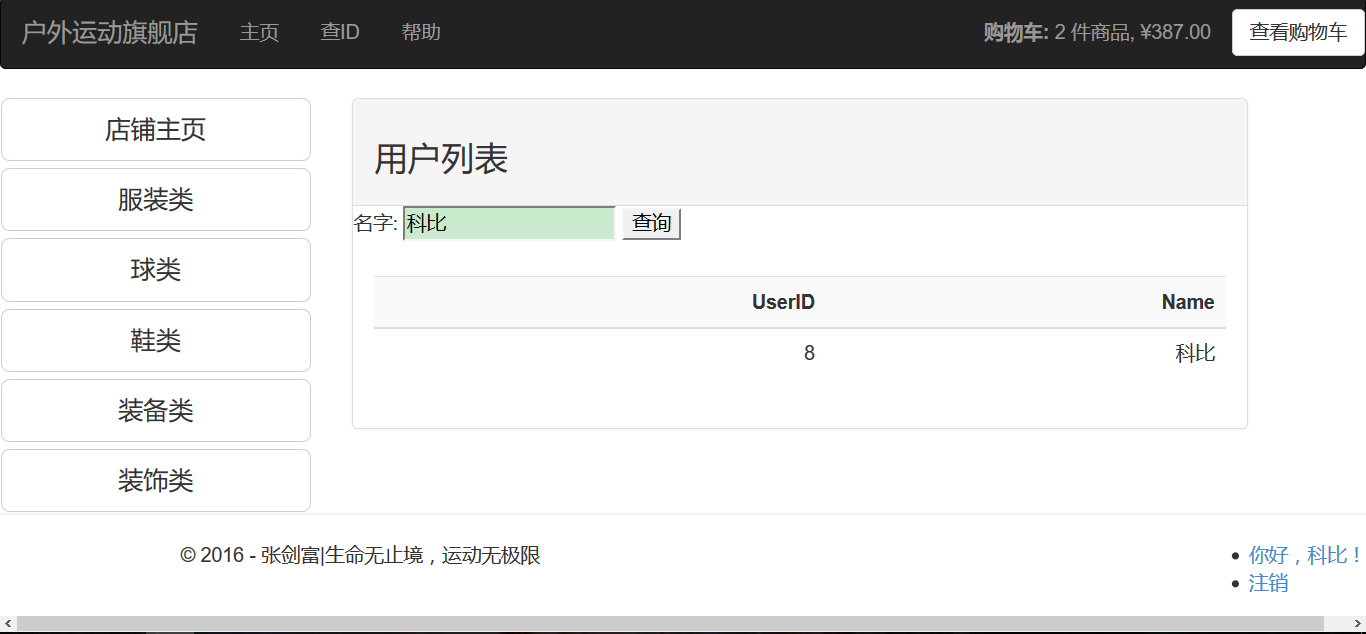 户外运动旗舰店 主页 查ID 帮助 购物车: 2 件商品, ¥387.00 查看购物车
店铺主页
服装类
球类
鞋类
装备类
装饰类
用户列表
名字: 科比 查询
UserID Name
8 科比
© 2016 - 张剑富|生命无止境，运动无极限
你好，科比！
注销